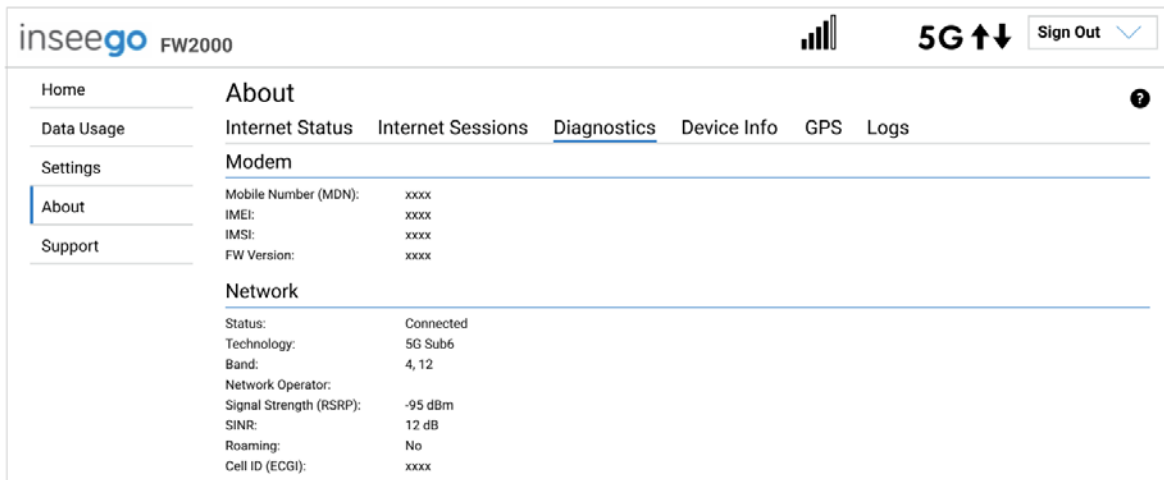 inseego FW2000
5G
Sign Out
Home
Data Usage
Settings
About
Support
About
?
Internet Status Internet Sessions Diagnostics Device Info GPS Logs
Modem
Mobile Number (MDN): xxxx
IMEI: xxxx
IMSI: xxxx
FW Version: xxxx
Network
Status: Connected
Technology: 5G Sub6
Band: 4, 12
Network Operator:
Signal Strength (RSRP): -95 dBm
SINR: 12 dB
Roaming: No
Cell ID (ECGI): xxxx